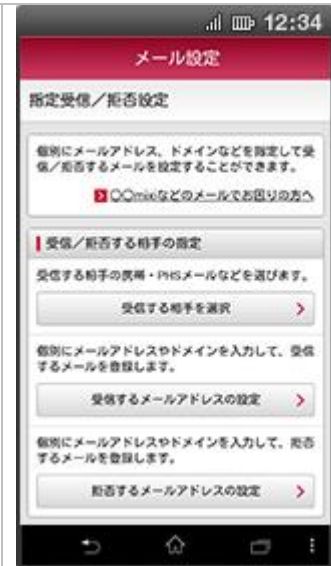 12:34
メール設定
指定受信/拒否設定
個別にメールアドレス、ドメインなどを指定して受
信/拒否するメールを設定することができます。
〇〇mixiなどのメールでお困りの方へ
受信/拒否する相手の指定
受信する相手の携帯・PHSメールなどを選びます。
受信する相手を選択
個別にメールアドレスやドメインを入力して、受信
するメールを登録します。
受信するメールアドレスの設定
個別にメールアドレスやドメインを入力して、拒否
するメールを登録します。
拒否するメールアドレスの設定